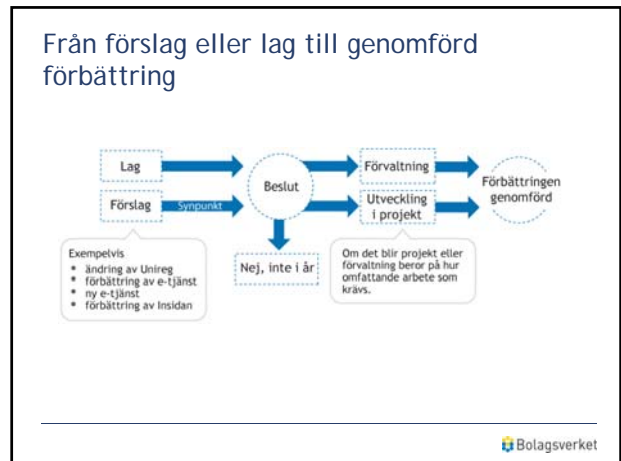 Från förslag eller lag till genomförd
förbättring
Lag
Förslag
Synpunkt
Beslut
Förvaltning
Utveckling
i projekt
Förbättringen
genomförd
Nej, inte i år
Exempelvis
• ändring av Unireg
• förbättring av e-tjänst
• ny e-tjänst
• förbättring av Insidan
Om det blir projekt eller
förvaltning beror på hur
omfattande arbete som
krävs.
Bolagsverket